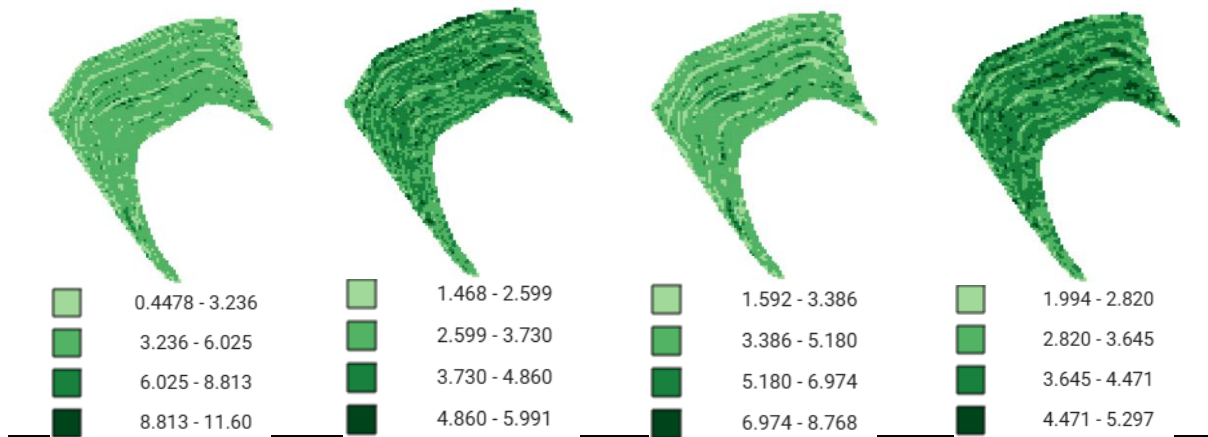 0.4478 - 3.236
3.236 - 6.025
6.025 - 8.813
8.813 - 11.60
1.468 - 2.599
2.599 - 3.730
3.730 - 4.860
4.860 - 5.991
1.592 - 3.386
3.386 - 5.180
5.180 - 6.974
6.974 - 8.768
1.994 - 2.820
2.820 - 3.645
3.645 - 4.471
4.471 - 5.297